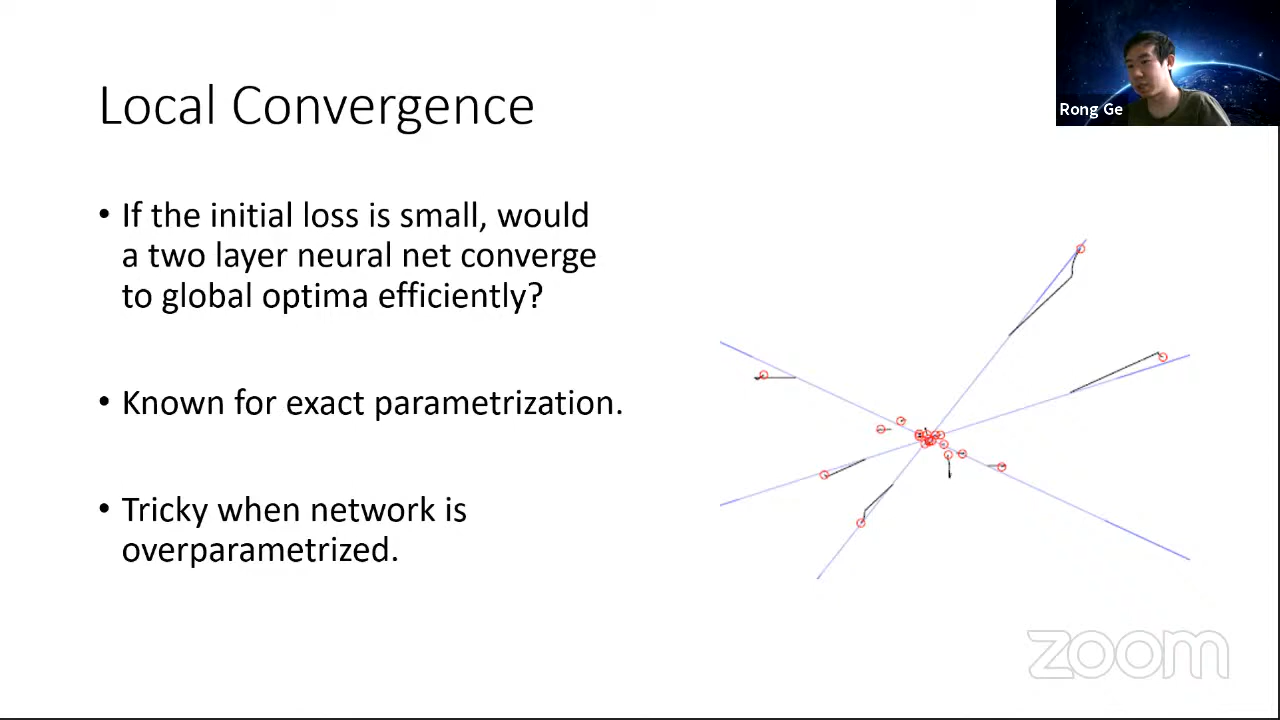 Local Convergence
Rong Ge
• If the initial loss is small, would
a two layer neural net converge
to global optima efficiently?
• Known for exact parametrization.
• Tricky when network is
overparametrized.
zoom